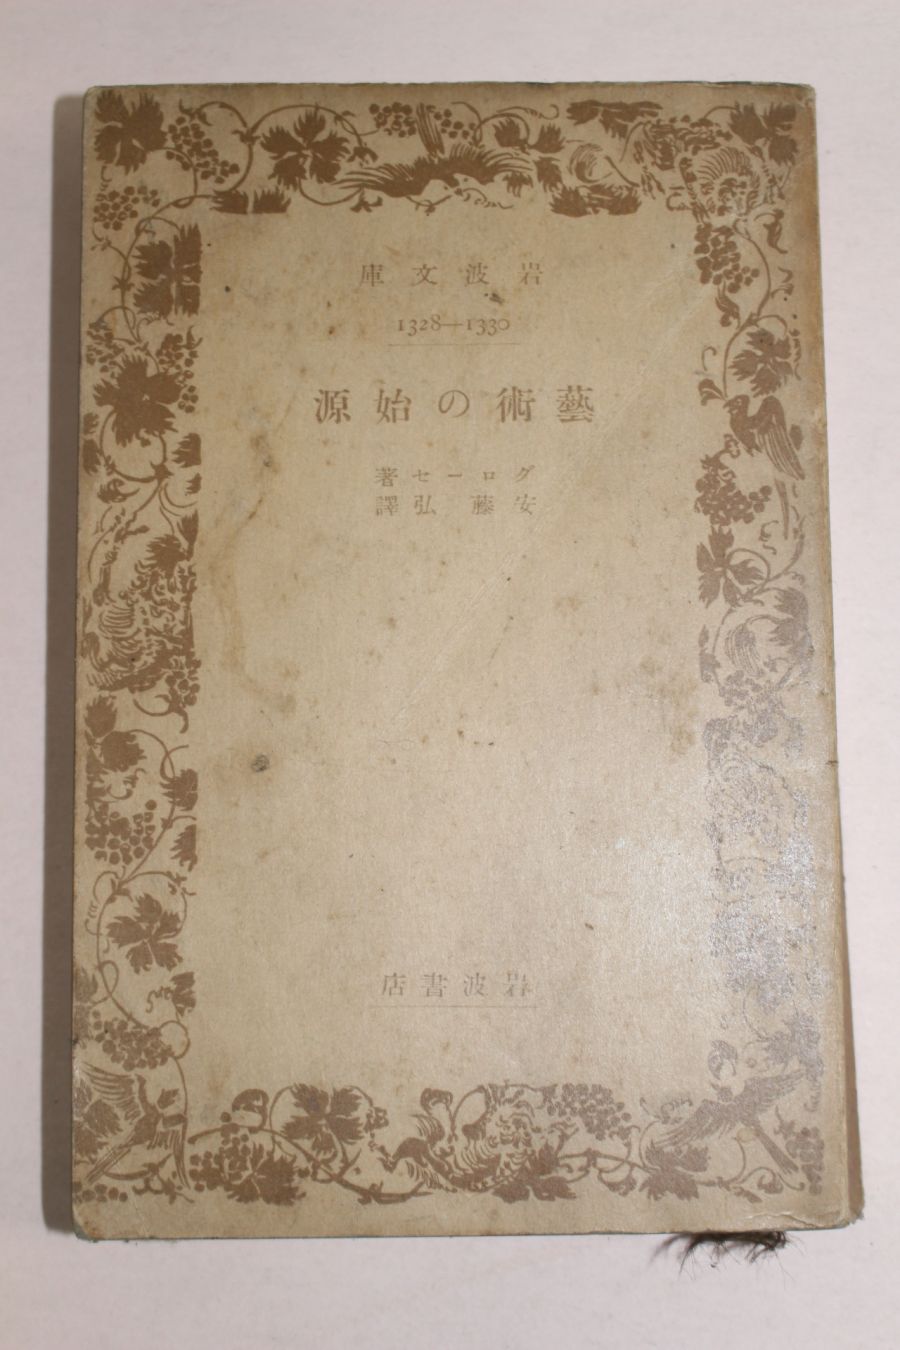 岩波文庫
1328—1330
藝術の始源
グローセ著
安藤弘譯
岩波書店